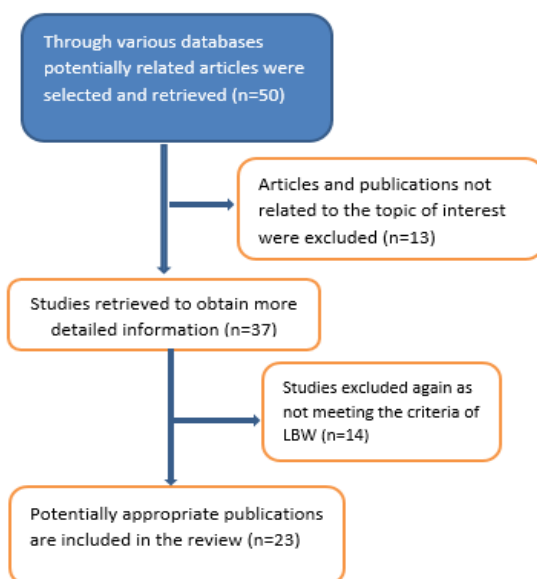 Through various databases
potentially related articles were
selected and retrieved (n=50)
Articles and publications not
related to the topic of interest
were excluded (n=13)
Studies retrieved to obtain more
detailed information (n=37)
Studies excluded again as
not meeting the criteria of
LBW (n=14)
Potentially appropriate publications
are included in the review (n=23)